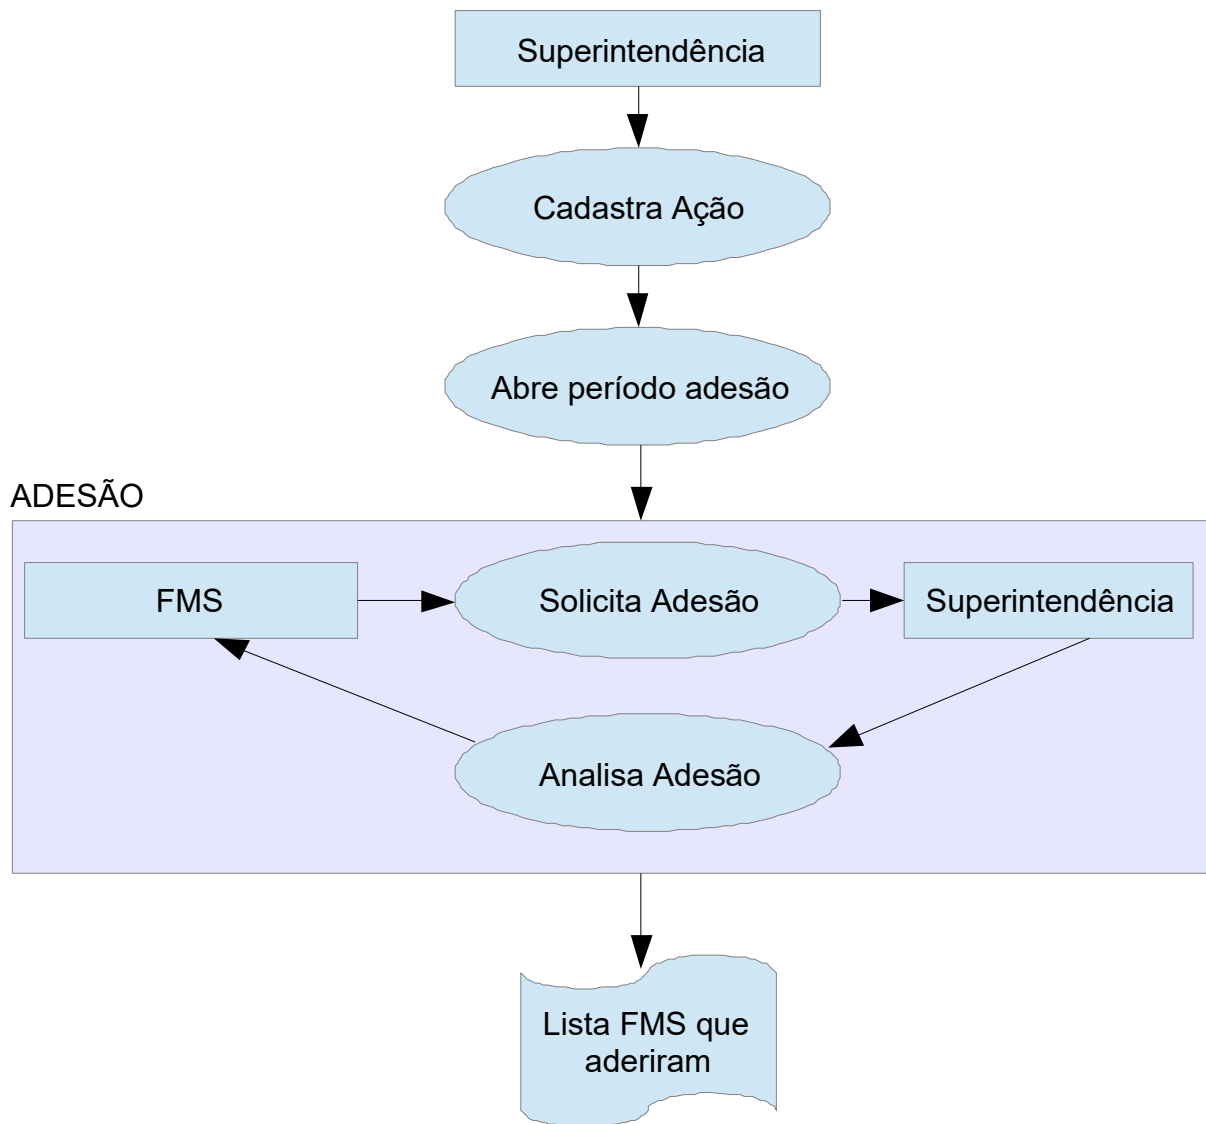 Superintendência
Cadastra Ação
Abre período adesão
ADESÃO
FMS
Solicita Adesão
Superintendência
Analisa Adesão
Lista FMS que
aderiram